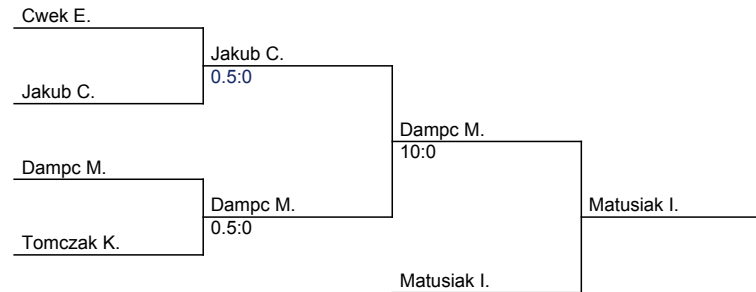 Cwek E.
Jakub C.
0.5:0
Jakub C.
Dampc M.
10:0
Dampc M.
Dampc M.
0.5:0
Matusiak I.
Tomczak K.
Matusiak I.